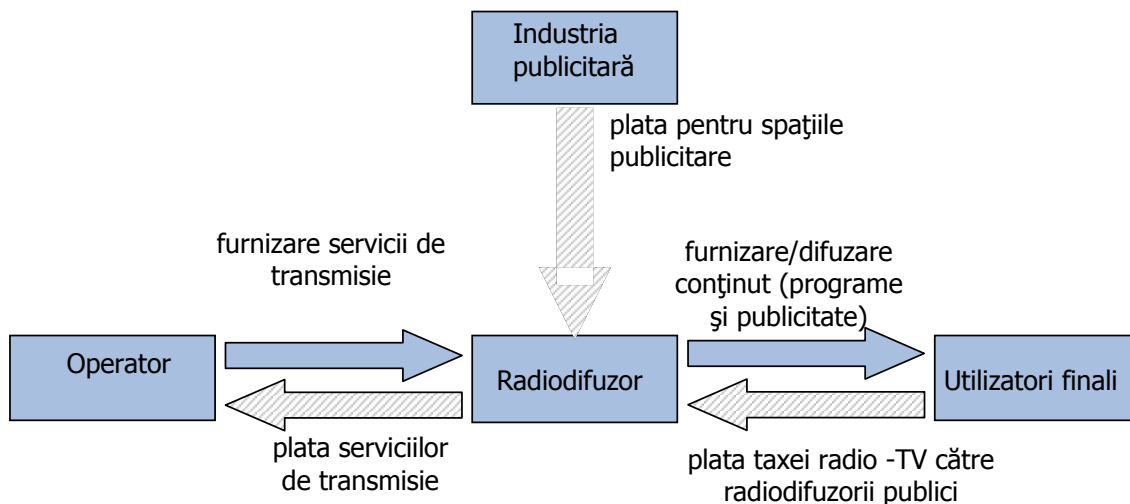 Industria
publicitară
plata pentru spaţiile
publicitare
furnizare servicii de
transmisie
furnizare/difuzare
conţinut (programe
şi publicitate)
Operator
Radiodifuzor
Utilizatori finali
plata serviciilor
de transmisie
plata taxei radio -TV către
radiodifuzorii publici